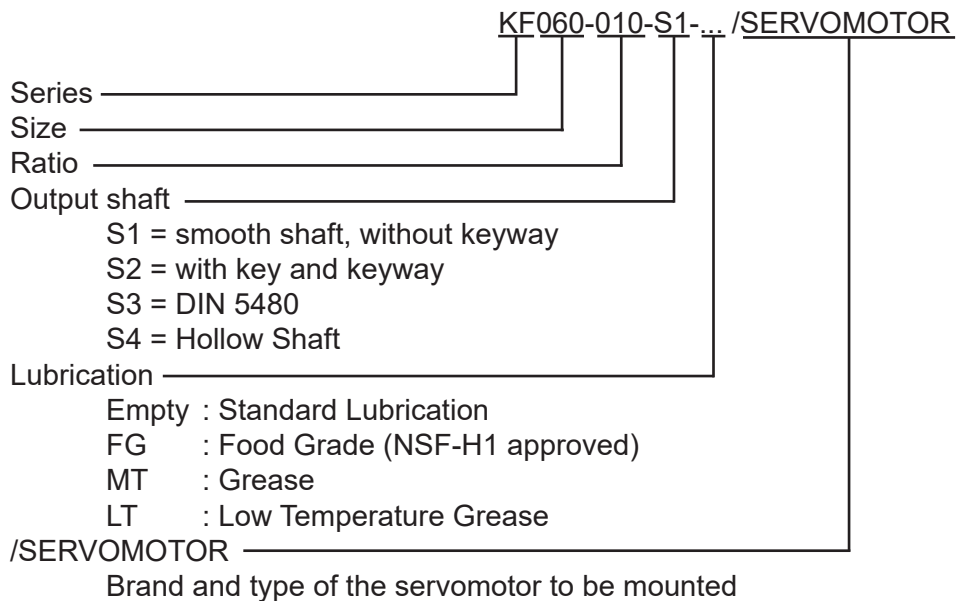 KF060-010-S1-... /SERVOMOTOR
Series
Size
Ratio
Output shaft
S1 = smooth shaft, without keyway
S2 = with key and keyway
S3 = DIN 5480
S4 = Hollow Shaft
Lubrication
Empty : Standard Lubrication
FG : Food Grade (NSF-H1 approved)
MT : Grease
LT : Low Temperature Grease
/SERVOMOTOR
Brand and type of the servomotor to be mounted